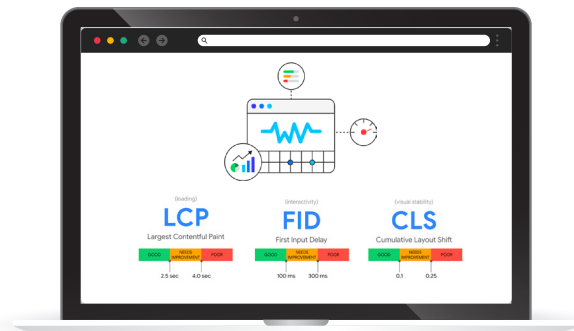 (loading)
LCP
Largest Contentful Paint
GOOD
NEEDS
IMPROVEMENT
POOR
2.5 sec
4.0 sec
(interactivity)
FID
First Input Delay
GOOD
NEEDS
IMPROVEMENT
POOR
100 ms
300 ms
(visual stability)
CLS
Cumulative Layout Shift
GOOD
NEEDS
IMPROVEMENT
POOR
0.1
0.25